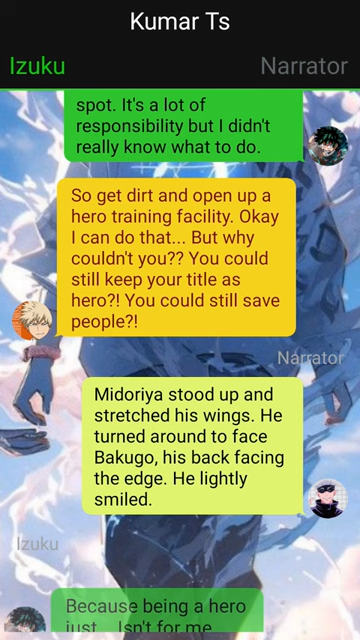 Kumar Ts
Izuku
Narrator
spot. It's a lot of
responsibility but I didn't
really know what to do.
So get dirt and open up a
hero training facility. Okay
I can do that... But why
couldn't you?? You could
still keep your title as
hero?! You could still save
people?!
Narrator
Midoriya stood up and
stretched his wings. He
turned around to face
Bakugo, his back facing
the edge. He lightly
smiled.
Izuku
Because being a hero
just... Isn't for me